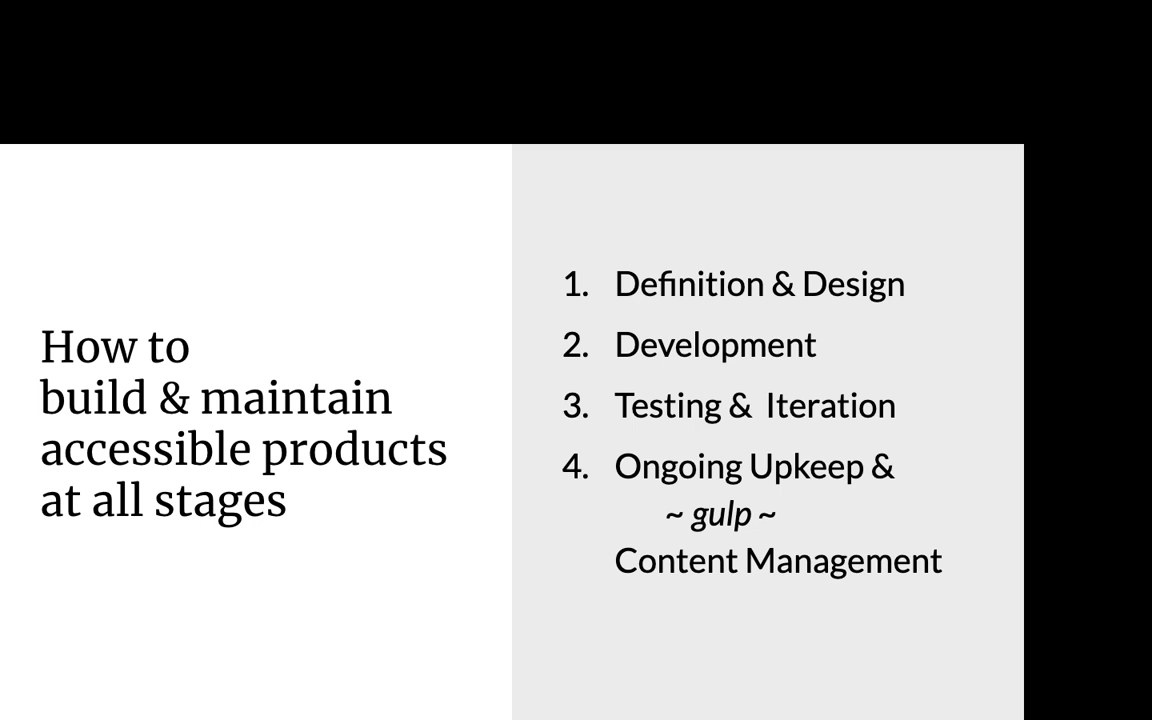 How to
build & maintain
accessible products
at all stages
1. Definition & Design
2. Development
3. Testing & Iteration
4. Ongoing Upkeep &
~ gulp ~
Content Management